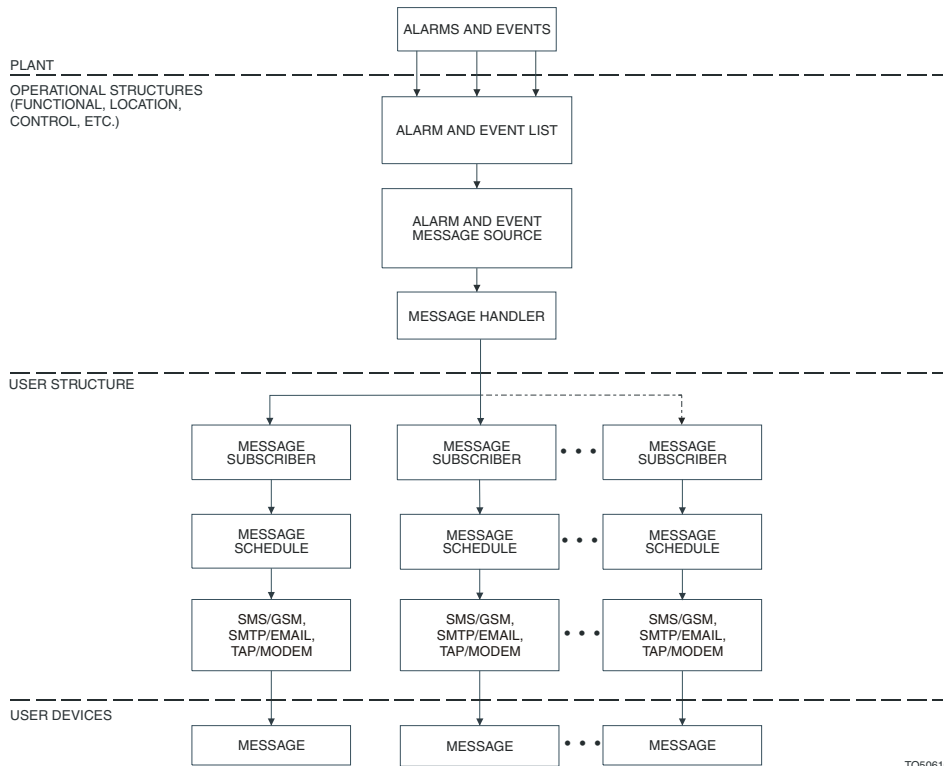 ALARMS AND EVENTS
PLANT
OPERATIONAL STRUCTURES
(FUNCTIONAL, LOCATION,
CONTROL, ETC.)
ALARM AND EVENT LIST
ALARM AND EVENT
MESSAGE SOURCE
MESSAGE HANDLER
USER STRUCTURE
MESSAGE
SUBSCRIBER
MESSAGE
SUBSCRIBER
MESSAGE
SUBSCRIBER
MESSAGE
SCHEDULE
MESSAGE
SCHEDULE
MESSAGE
SCHEDULE
SMS/GSM,
SMTP/EMAIL,
TAP/MODEM
SMS/GSM,
SMTP/EMAIL,
TAP/MODEM
SMS/GSM,
SMTP/EMAIL,
TAP/MODEM
USER DEVICES
MESSAGE
MESSAGE
MESSAGE